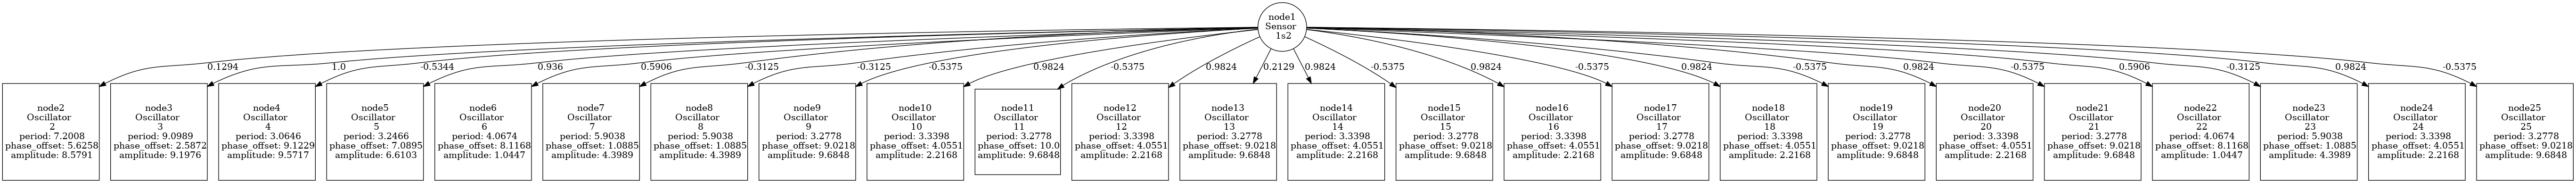 node1
Sensor
1s2
0.1294
1.0
-0.5344
0.936
0.5906
-0.3125
-0.3125
-0.5375
0.9824
-0.5375
0.9824
0.2129
0.9824
-0.5375
0.9824
-0.5375
0.9824
-0.5375
0.9824
-0.5375
0.5906
-0.3125
0.9824
-0.5375
node2
Oscillator
2
period: 7.2008
phase_offset: 5.6258
amplitude: 8.5791
node3
Oscillator
3
period: 9.0989
phase_offset: 2.5872
amplitude: 9.1976
node4
Oscillator
4
period: 3.0646
phase_offset: 9.1229
amplitude: 9.5717
node5
Oscillator
5
period: 3.2466
phase_offset: 7.0895
amplitude: 6.6103
node6
Oscillator
6
period: 4.0674
phase_offset: 8.1168
amplitude: 1.0447
node7
Oscillator
7
period: 5.9038
phase_offset: 1.0885
amplitude: 4.3989
node8
Oscillator
8
period: 5.9038
phase_offset: 1.0885
amplitude: 4.3989
node9
Oscillator
9
period: 3.2778
phase_offset: 9.0218
amplitude: 9.6848
node10
Oscillator
10
period: 3.3398
phase_offset: 4.0551
amplitude: 2.2168
node11
Oscillator
11
period: 3.2778
phase_offset: 10.0
amplitude: 9.6848
node12
Oscillator
12
period: 3.3398
phase_offset: 4.0551
amplitude: 2.2168
node13
Oscillator
13
period: 3.2778
phase_offset: 9.0218
amplitude: 9.6848
node14
Oscillator
14
period: 3.3398
phase_offset: 4.0551
amplitude: 2.2168
node15
Oscillator
15
period: 3.2778
phase_offset: 9.0218
amplitude: 9.6848
node16
Oscillator
16
period: 3.3398
phase_offset: 4.0551
amplitude: 2.2168
node17
Oscillator
17
period: 3.2778
phase_offset: 9.0218
amplitude: 9.6848
node18
Oscillator
18
period: 3.3398
phase_offset: 4.0551
amplitude: 2.2168
node19
Oscillator
19
period: 3.2778
phase_offset: 9.0218
amplitude: 9.6848
node20
Oscillator
20
period: 3.3398
phase_offset: 4.0551
amplitude: 2.2168
node21
Oscillator
21
period: 3.2778
phase_offset: 9.0218
amplitude: 9.6848
node22
Oscillator
22
period: 4.0674
phase_offset: 8.1168
amplitude: 1.0447
node23
Oscillator
23
period: 5.9038
phase_offset: 1.0885
amplitude: 4.3989
node24
Oscillator
24
period: 3.3398
phase_offset: 4.0551
amplitude: 2.2168
node25
Oscillator
25
period: 3.2778
phase_offset: 9.0218
amplitude: 9.6848